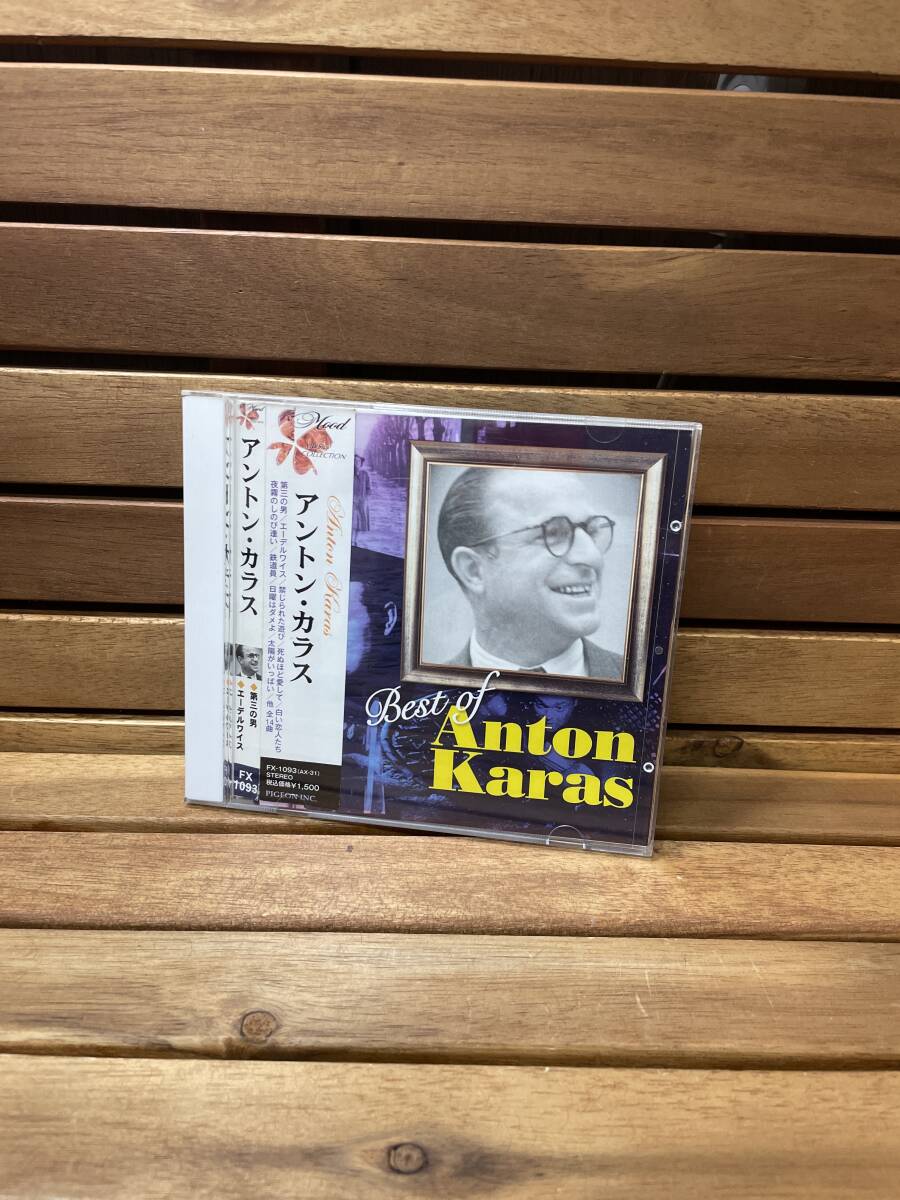 Mood
アントン・カラス
◆第三の男
◆エーデルワイス
FX
1093
Mood
MUSIC
COLLECTION
Anton Karas
アントン・カラス
第三の男/エーデルワイス/禁じられた遊び/死ぬほど愛して/白い恋人たち
夜霧のしのび逢い/鉄道員/日曜はダメよ/太陽がいっぱい/他 全14曲
FX-1093(AX-31)
STEREO
税込価格¥1,500
PIGEON INC.
Best of
Anton
Karas